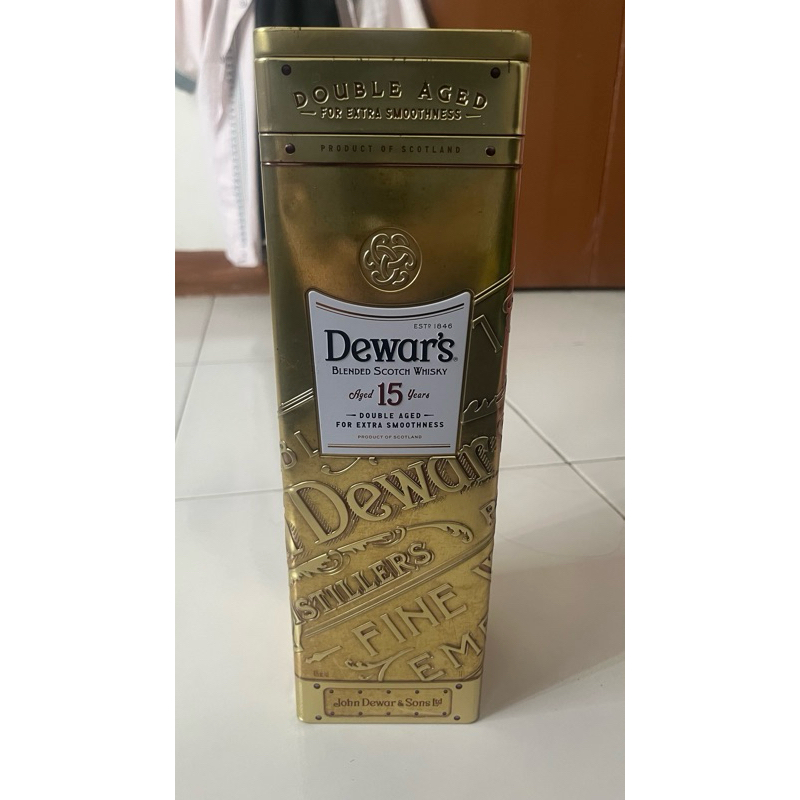 DOUBLE AGED
FOR EXTRA SMOOTHNESS
PRODUCT OF SCOTLAND
ESTD 1846
Dewar's
BLENDED SCOTCH WHISKY
Aged 15 Years
DOUBLE AGED
FOR EXTRA SMOOTHNESS
PRODUCT OF SCOTLAND
Dewar
STILLERS
FINE
EMP
John Dewar & Sons Ltd